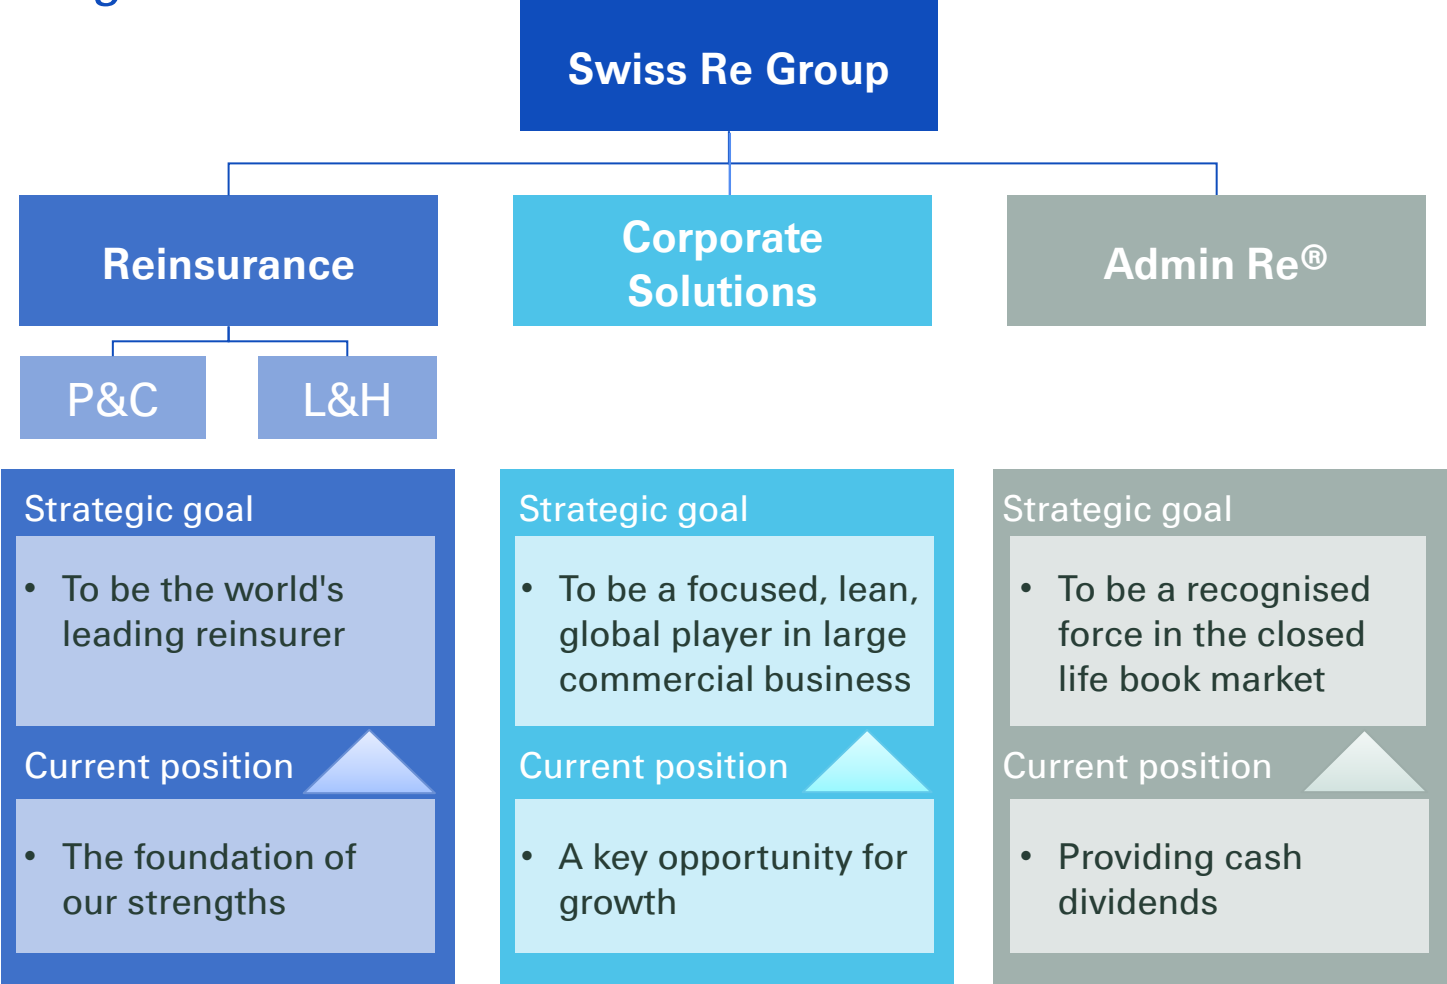 Swiss Re Group
Reinsurance
Corporate
Solutions
Admin Re®
P&C
L&H
Strategic goal
• To be the world's
leading reinsurer
Current position
• The foundation of
our strengths
Strategic goal
• To be a focused, lean,
global player in large
commercial business
Current position
• A key opportunity for
growth
Strategic goal
• To be a recognised
force in the closed
life book market
Current position
• Providing cash
dividends